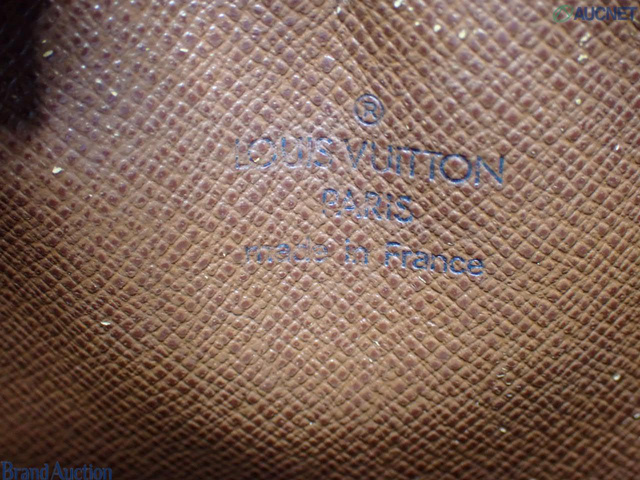 AUCNET
®
LOUIS VUITTON
PARIS
made in France
Brand Auction